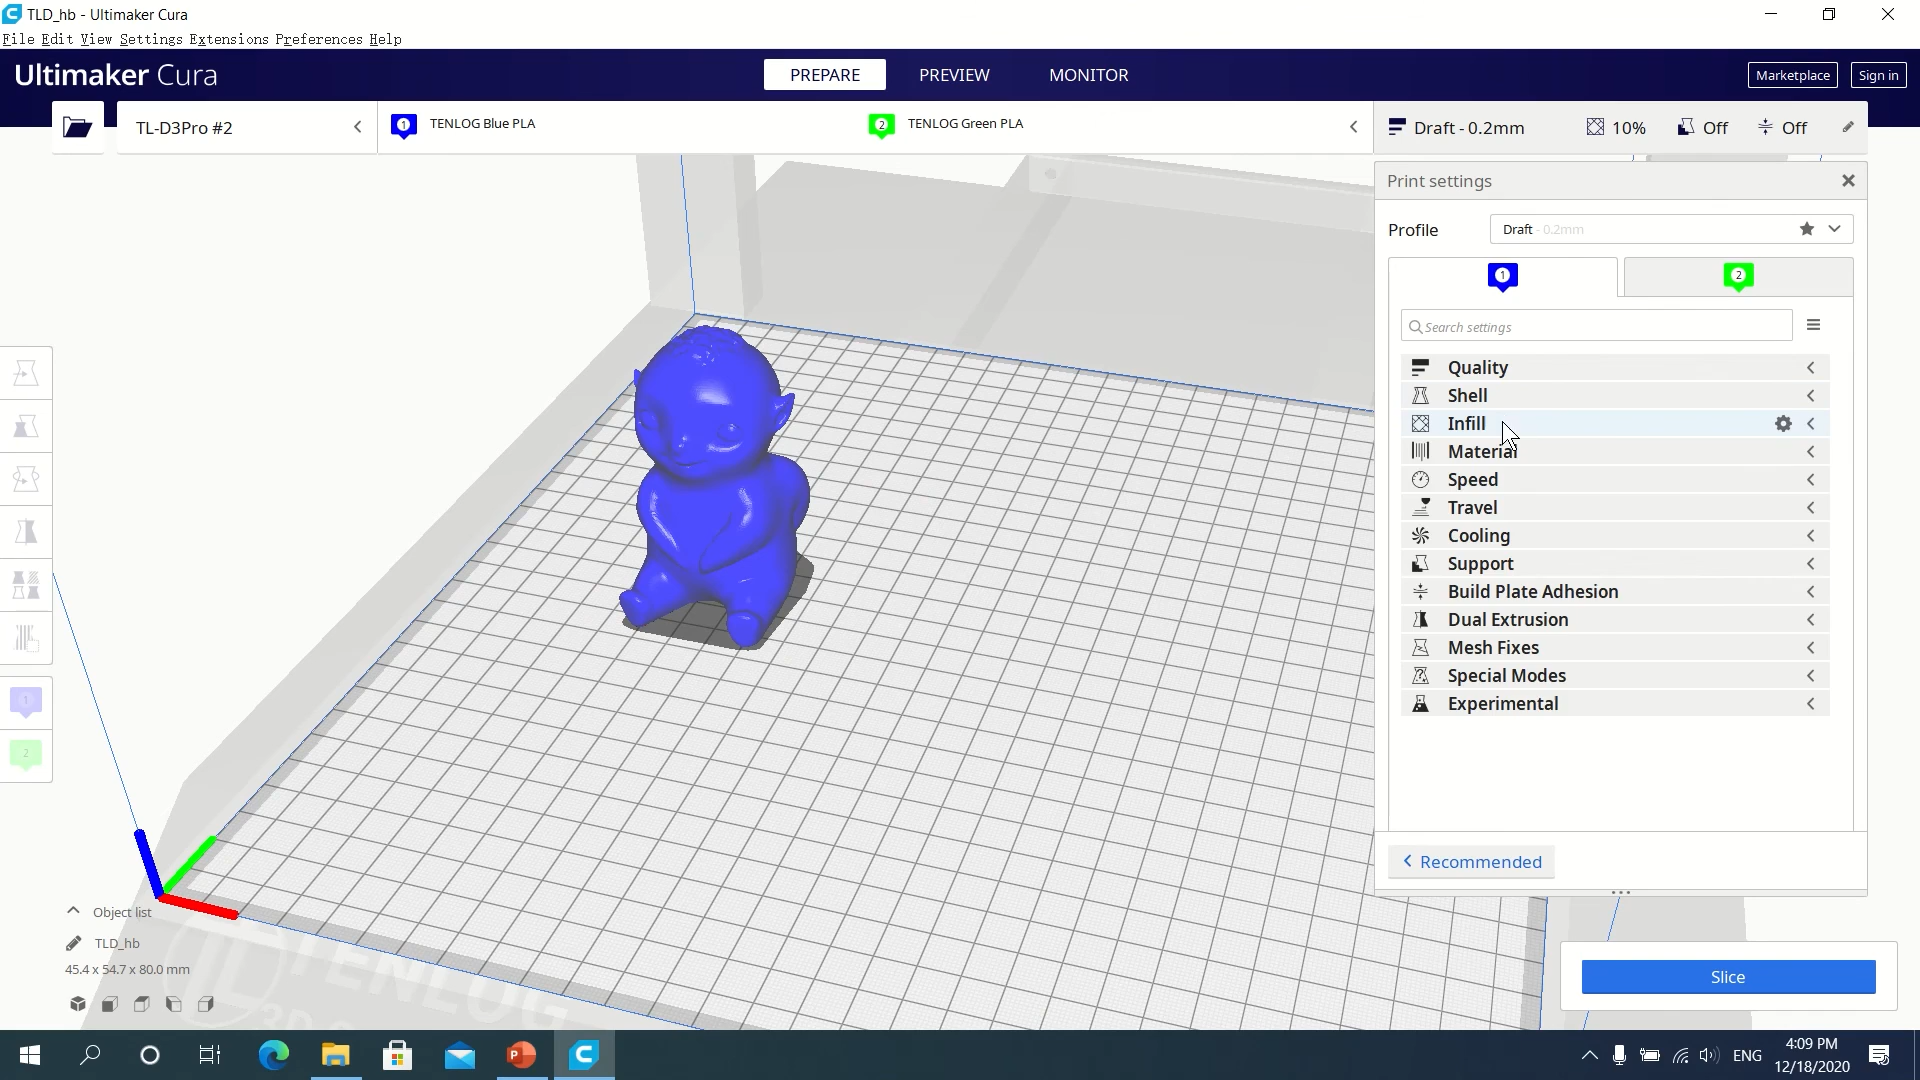 TLD_hb - Ultimaker Cura
File Edit View Settings Extensions Preferences Help
Ultimaker Cura
PREPARE
PREVIEW
MONITOR
Marketplace
Sign in
TL-D3Pro #2
1
TENLOG Blue PLA
2
TENLOG Green PLA
Draft - 0.2mm
10%
Off
Off
Print settings
Profile
Draft - 0.2mm
1
2
Search settings
Quality
Shell
Infill
Material
Speed
Travel
Cooling
Support
Build Plate Adhesion
Dual Extrusion
Mesh Fixes
Special Modes
Experimental
Recommended
1
2
Object list
TLD_hb
45.4 x 54.7 x 80.0 mm
TENLOG
Slice
ENG
4:09 PM
12/18/2020